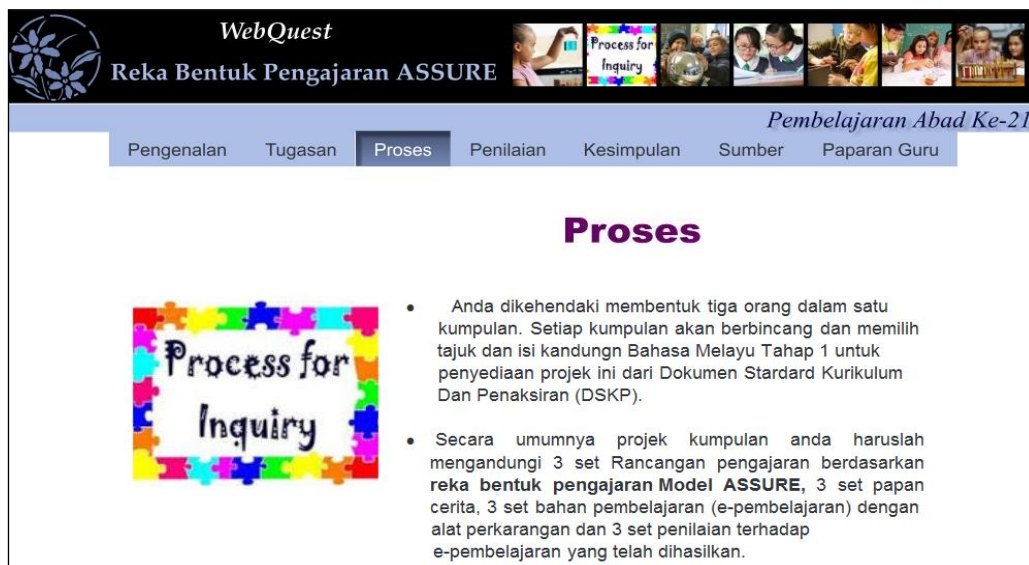 WebQuest
Reka Bentuk Pengajaran ASSURE
Process for
Inquiry
Pembelajaran Abad Ke-21
Pengenalan Tugasan Proses Penilaian Kesimpulan Sumber Paparan Guru
Proses
Process for
Inquiry
• Anda dikehendaki membentuk tiga orang dalam satu
kumpulan. Setiap kumpulan akan berbincang dan memilih
tajuk dan isi kandungn Bahasa Melayu Tahap 1 untuk
penyediaan projek ini dari Dokumen Stardard Kurikulum
Dan Penaksiran (DSKP).
• Secara umumnya projek kumpulan anda haruslah
mengandungi 3 set Rancangan pengajaran berdasarkan
reka bentuk pengajaran Model ASSURE, 3 set papan
cerita, 3 set bahan pembelajaran (e-pembelajaran) dengan
alat perkarangan dan 3 set penilaian terhadap
e-pembelajaran yang telah dihasilkan.